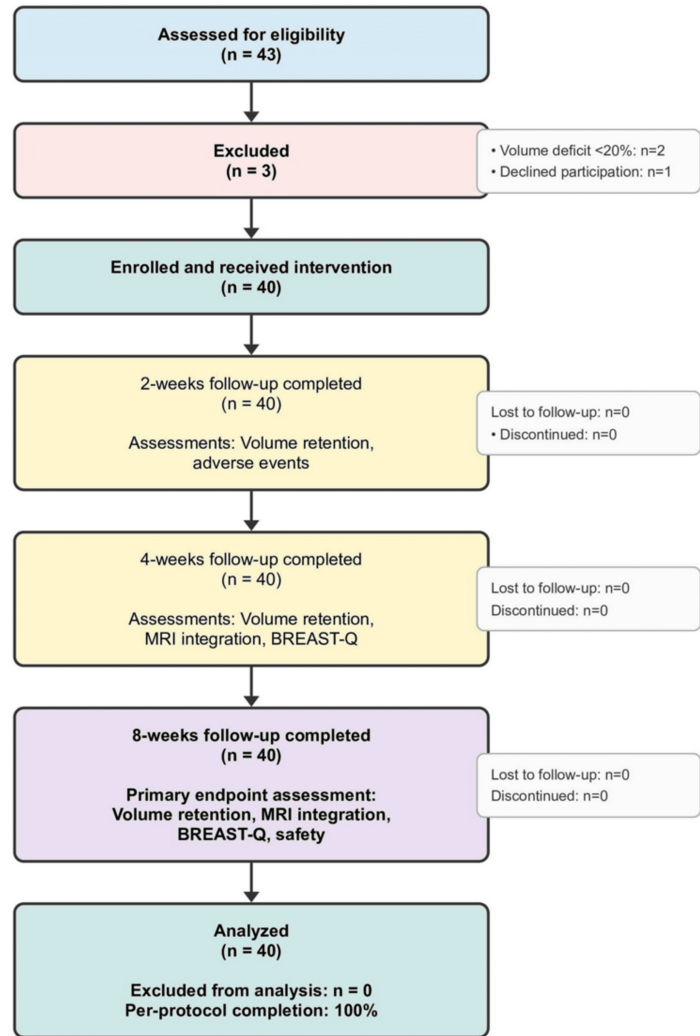 Assessed for eligibility
(n = 43)
Excluded
(n = 3)
• Volume deficit <20%: n=2
• Declined participation: n=1
Enrolled and received intervention
(n = 40)
2-weeks follow-up completed
(n = 40)
Assessments: Volume retention,
adverse events
Lost to follow-up: n=0
• Discontinued: n=0
4-weeks follow-up completed
(n = 40)
Assessments: Volume retention,
MRI integration, BREAST-Q
Lost to follow-up: n=0
Discontinued: n=0
8-weeks follow-up completed
(n = 40)
Primary endpoint assessment:
Volume retention, MRI integration,
BREAST-Q, safety
Lost to follow-up: n=0
Discontinued: n=0
Analyzed
(n = 40)
Excluded from analysis: n = 0
Per-protocol completion: 100%